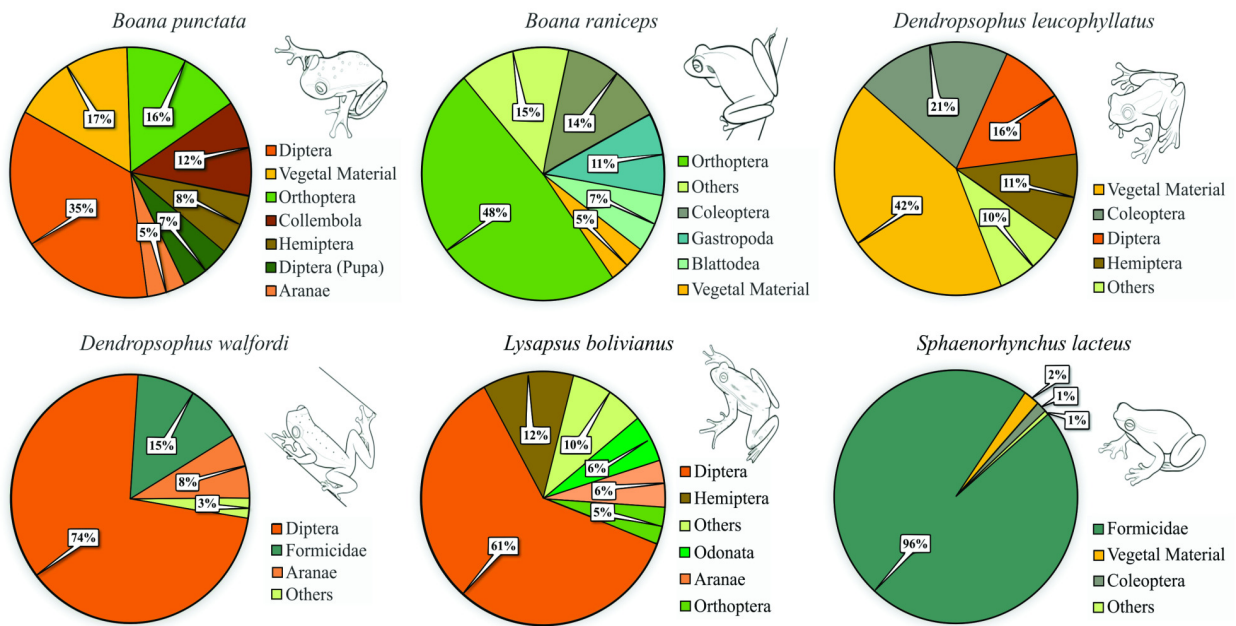 Boana punctata
17%
16%
12%
8%
7%
5%
35%
Diptera
Vegetal Material
Orthoptera
Collembola
Hemiptera
Diptera (Pupa)
Aranae
Boana raniceps
15%
14%
11%
7%
5%
48%
Orthoptera
Others
Coleoptera
Gastropoda
Blattodea
Vegetal Material
Dendropsophus leucophyllatus
21%
16%
11%
10%
42%
Vegetal Material
Coleoptera
Diptera
Hemiptera
Others
Dendropsophus walfordi
15%
8%
3%
74%
Diptera
Formicidae
Aranae
Others
Lysapsus bolivianus
12%
10%
6%
6%
5%
61%
Diptera
Hemiptera
Others
Odonata
Aranae
Orthoptera
Sphaenorhynchus lacteus
2%
1%
1%
96%
Formicidae
Vegetal Material
Coleoptera
Others